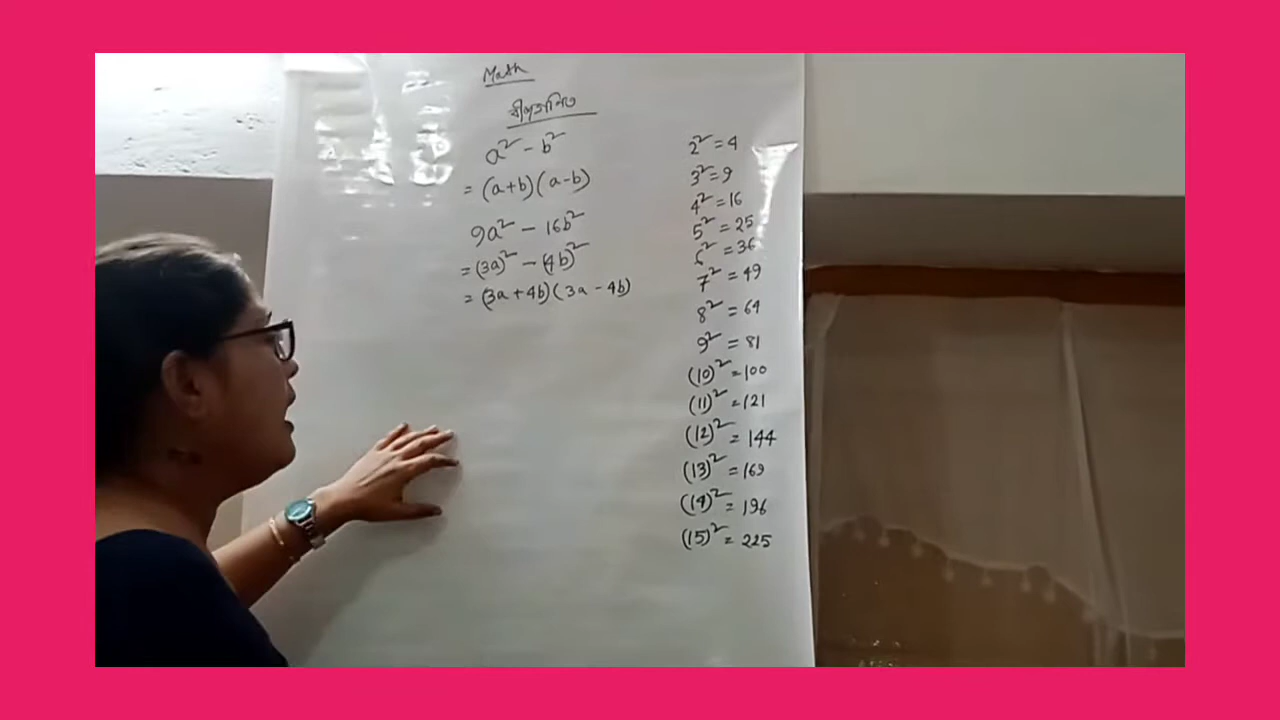 Math
বীজগণিত
a² - b²
= (a+b)(a-b)
9a² - 16b²
= (3a)² - (4b)²
= (3a + 4b)(3a - 4b)
2² = 4
3² = 9
4² = 16
5² = 25
6² = 36
7² = 49
8² = 64
9² = 81
(10)² = 100
(11)² = 121
(12)² = 144
(13)² = 169
(14)² = 196
(15)² = 225